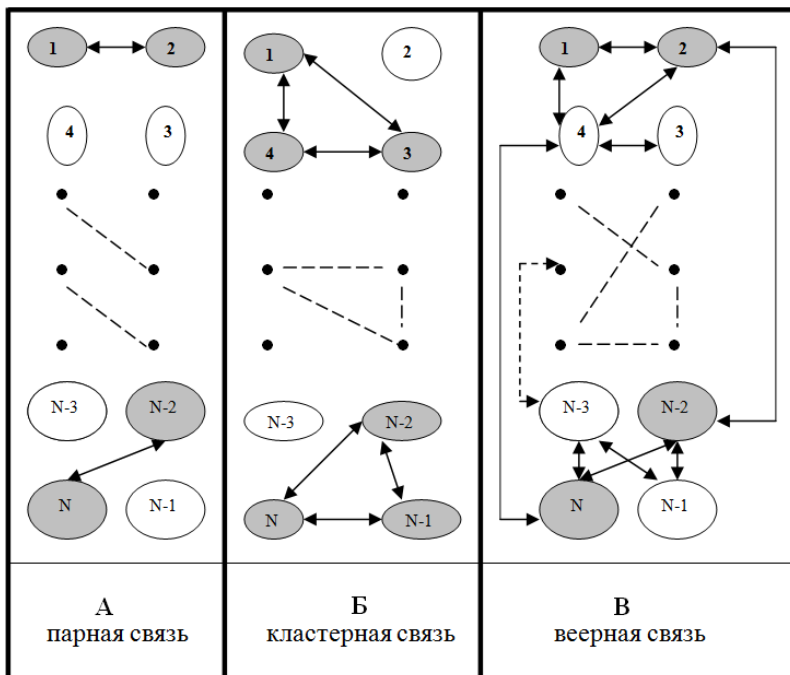 1 2
4 3
N-3 N-2
N N-1
А
парная связь
1 2
4 3
N-3 N-2
N N-1
Б
кластерная связь
1 2
4 3
N-3 N-2
N N-1
В
веерная связь